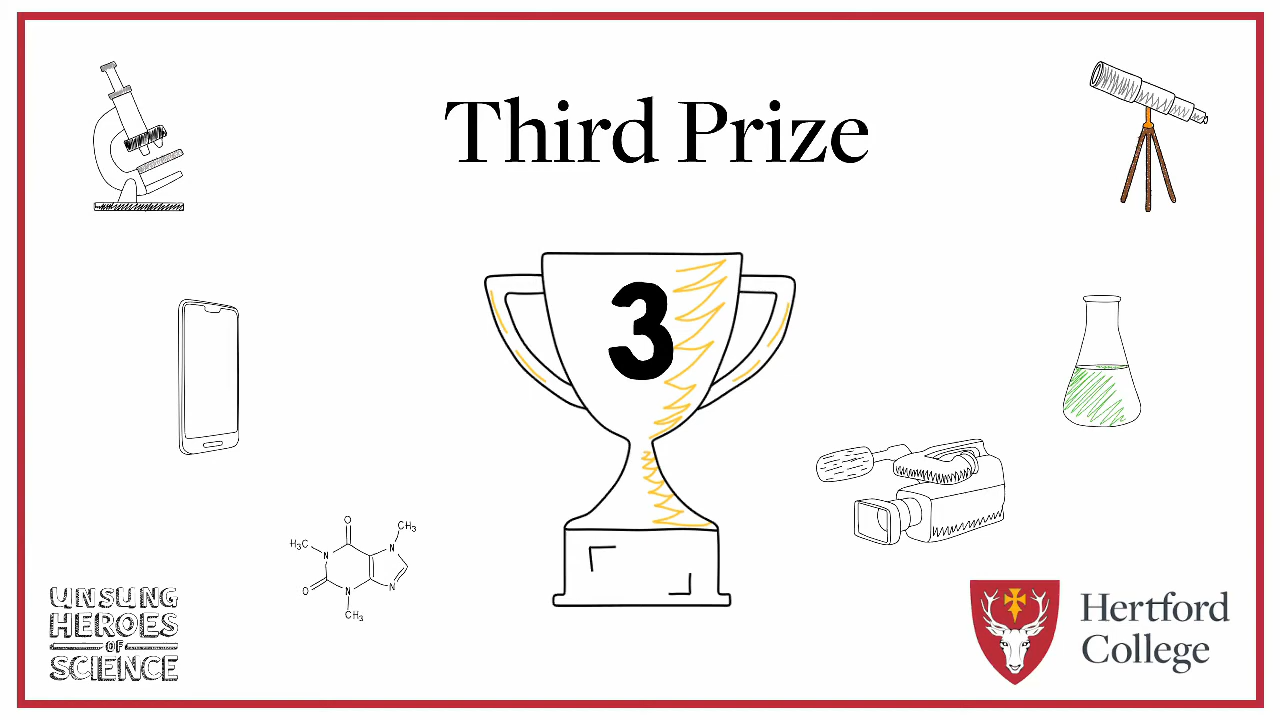 Third Prize
3
O
CH3
H3C
N
N
O
N
N
CH3
UNSUNG
HEROES
OF
SCIENCE
Hertford
College